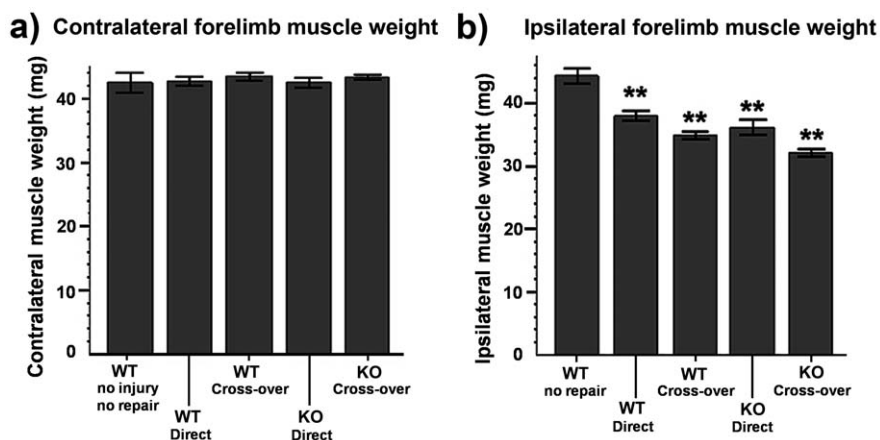 a) Contralateral forelimb muscle weight
Contralateral muscle weight (mg)
40
30
20
10
0
WT
no injury
no repair
WT
Direct
WT
Cross-over
KO
Direct
KO
Cross-over
b) Ipsilateral forelimb muscle weight
Ipsilateral muscle weight (mg)
40
30
20
10
0
**
**
**
**
WT
no repair
WT
Direct
WT
Cross-over
KO
Direct
KO
Cross-over